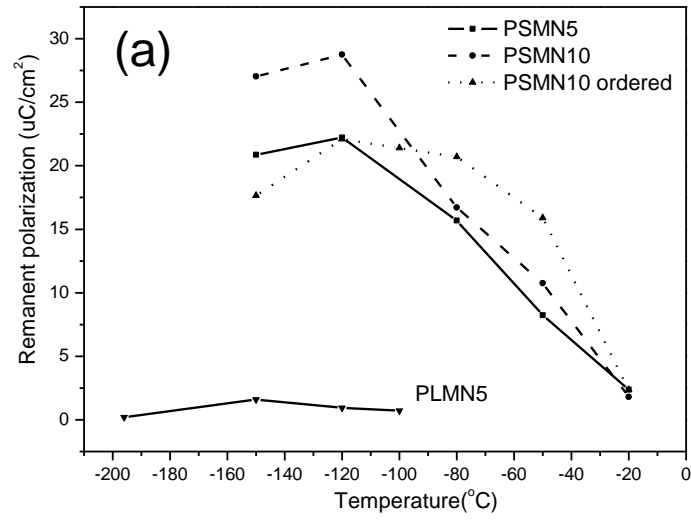 (a)
PSMN5
PSMN10
PSMN10 ordered
PLMN5
Remanent polarization (uC/cm²)
30
25
20
15
10
5
0
-200 -180 -160 -140 -120 -100 -80 -60 -40 -20 0
Temperature(°C)